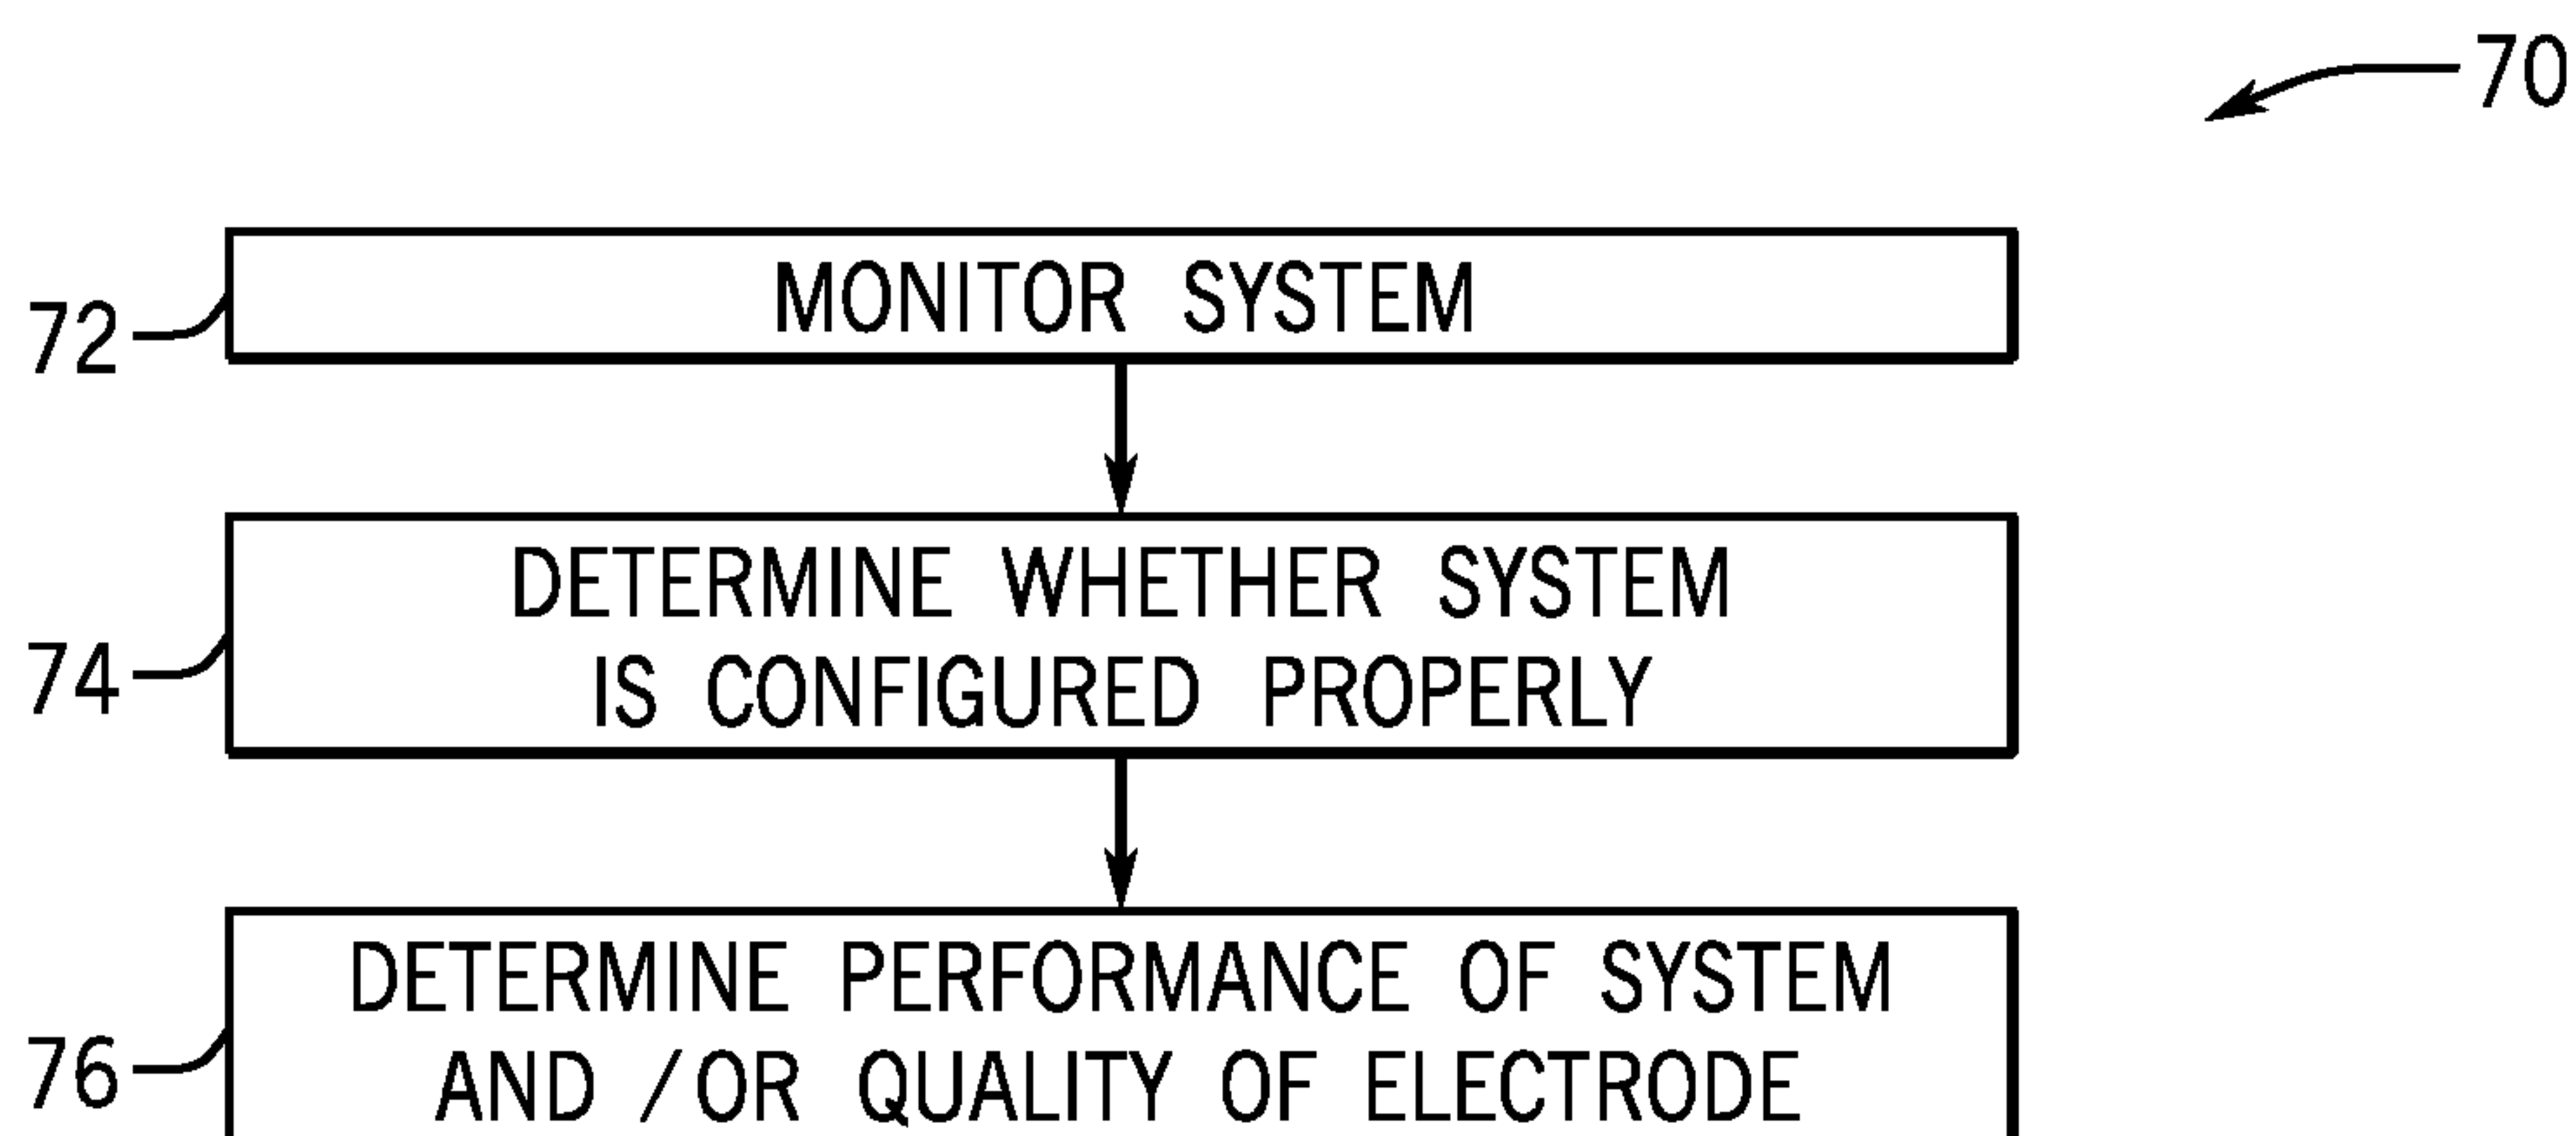 70
MONITOR SYSTEM
72
DETERMINE WHETHER SYSTEM
IS CONFIGURED PROPERLY
74
DETERMINE PERFORMANCE OF SYSTEM
AND /OR QUALITY OF ELECTRODE
76